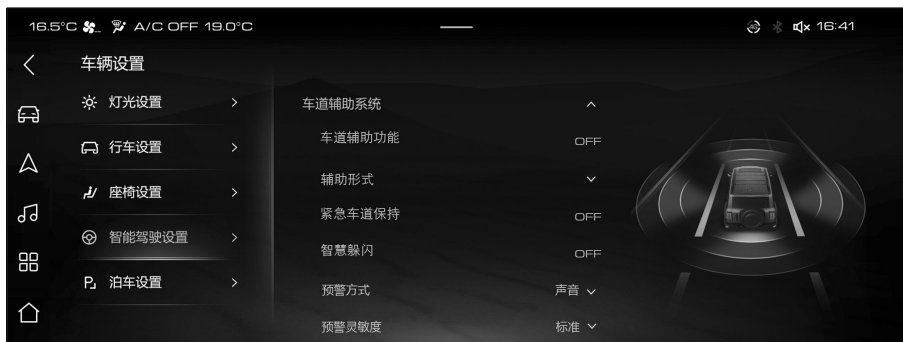 16.5°C A/C OFF 19.0°C
4G 16:41
车辆设置
灯光设置
行车设置
座椅设置
智能驾驶设置
P 泊车设置
车道辅助系统
车道辅助功能 OFF
辅助形式
紧急车道保持 OFF
智慧躲闪 OFF
预警方式 声音
预警灵敏度 标准